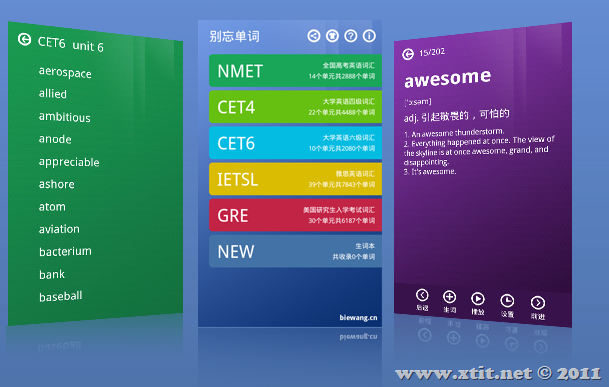 CET6 unit 6
aerospace
allied
ambitious
anode
appreciable
ashore
atom
aviation
bacterium
bank
baseball
别忘单词
NMET
全国高考英语词汇
14个单元共2888个单词
CET4
大学英语四级词汇
22个单元共4488个单词
CET6
大学英语六级词汇
10个单元共2080个单词
IETSL
雅思英语词汇
39个单元共7843个单词
GRE
美国研究生入学考试词汇
30个单元共6187个单词
NEW
生词本
共收录0个单词
biewang.cn
15/202
awesome
['ɔ:səm]
adj. 引起敬畏的，可怕的
1. An awesome thunderstorm.
2. Everything happened at once. The view of
the skyline is at once awesome, grand, and
disappointing.
3. It's awesome.
后退 生词 播放 设置 前进
www.xtit.net © 2011